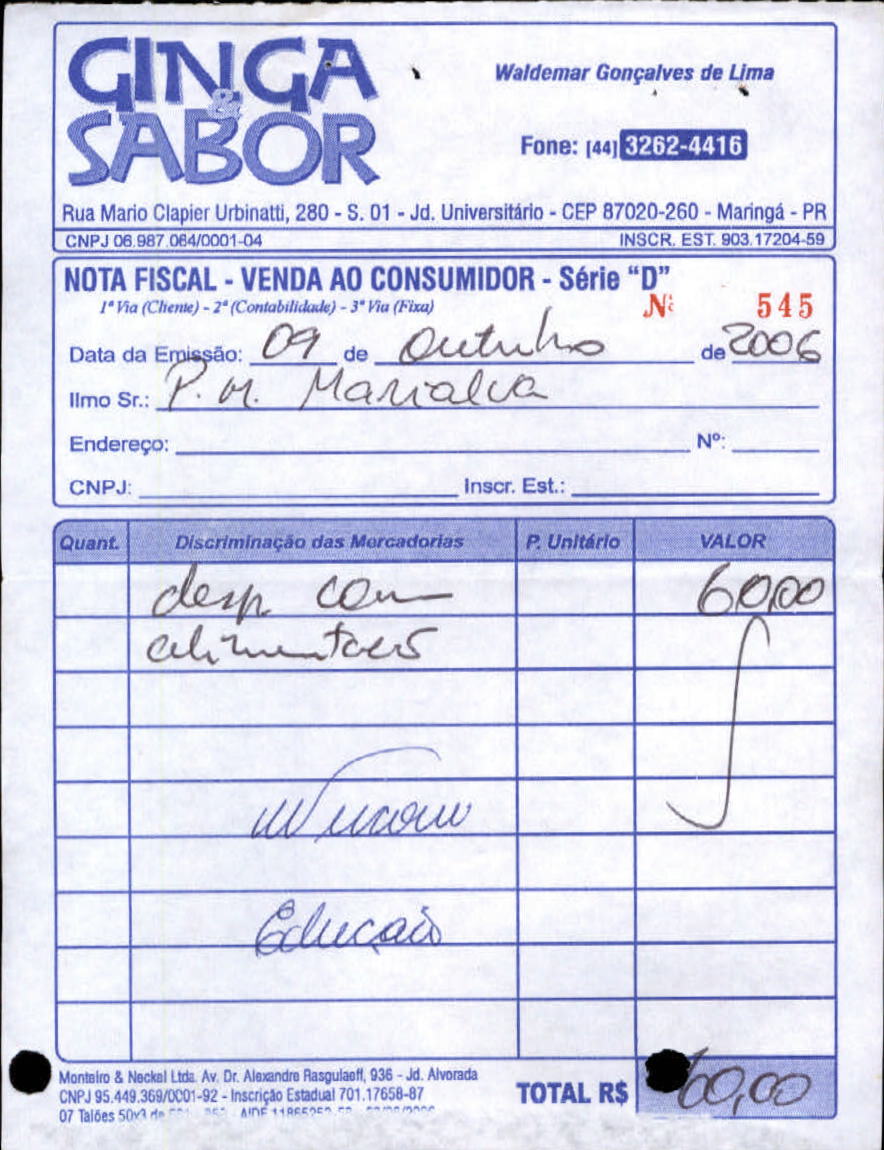 GINGA
&
SABOR
Waldemar Gonçalves de Lima
Fone: (44) 3262-4416
Rua Mario Clapier Urbinatti, 280 - S. 01 - Jd. Universitário - CEP 87020-260 - Maringá - PR
CNPJ 06.987.064/0001-04 INSCR. EST. 903.17204-59
NOTA FISCAL - VENDA AO CONSUMIDOR - Série "D"
1ª Via (Cliente) - 2ª (Contabilidade) - 3ª Via (Fixa)
Nº 545
Data da Emissão: 09 de Outubro de 2006
Ilmo Sr.: P. M. Marialva
Endereço: Nº:
CNPJ: Inscr. Est.:
Quant. Discriminação das Mercadorias P. Unitário VALOR
desp. com 60,00
alimentação
Educação
Monteiro & Neckel Ltda. Av. Dr. Alexandre Rasgulaeff, 936 - Jd. Alvorada
CNPJ 95.449.369/0001-92 - Inscrição Estadual 701.17658-87
07 Talões 50x3 de
TOTAL R$ 60,00